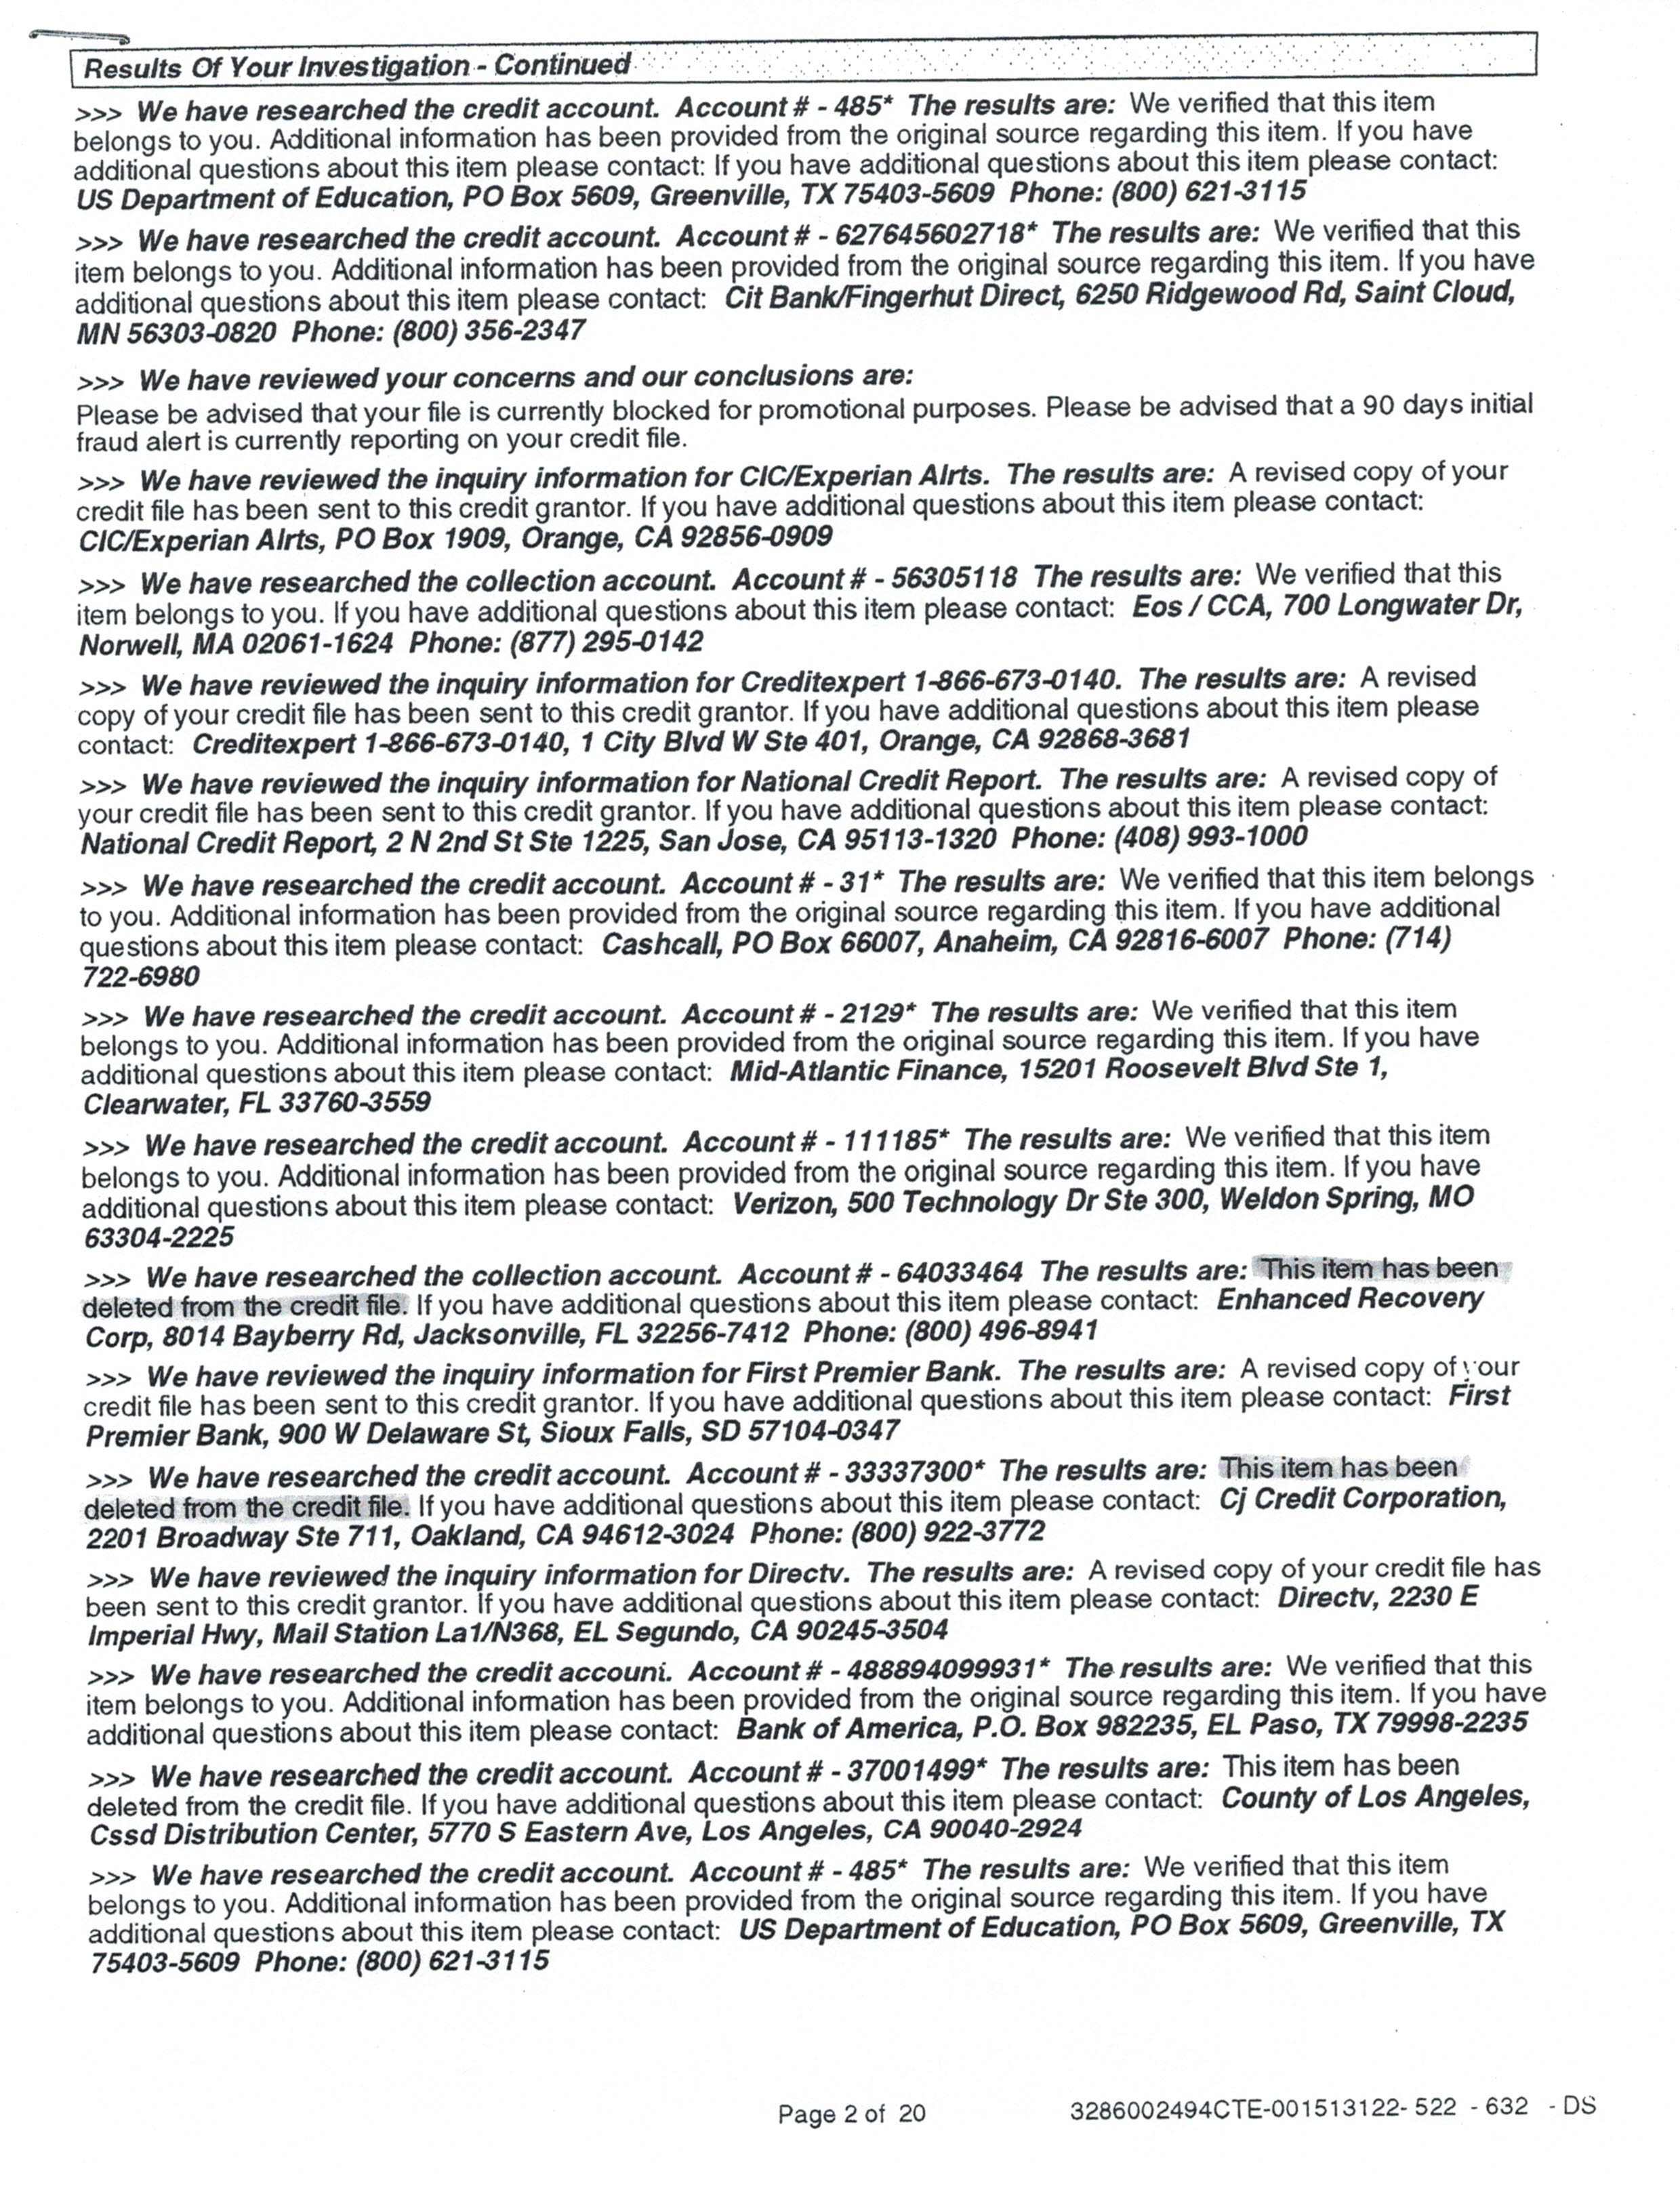 Results Of Your Investigation - Continued
>>> We have researched the credit account. Account # - 485* The results are: We verified that this item
belongs to you. Additional information has been provided from the original source regarding this item. If you have
additional questions about this item please contact: If you have additional questions about this item please contact:
US Department of Education, PO Box 5609, Greenville, TX 75403-5609 Phone: (800) 621-3115
>>> We have researched the credit account. Account # - 627645602718* The results are: We verified that this
item belongs to you. Additional information has been provided from the original source regarding this item. If you have
additional questions about this item please contact: Cit Bank/Fingerhut Direct, 6250 Ridgewood Rd, Saint Cloud,
MN 56303-0820 Phone: (800) 356-2347
>>> We have reviewed your concerns and our conclusions are:
Please be advised that your file is currently blocked for promotional purposes. Please be advised that a 90 days initial
fraud alert is currently reporting on your credit file.
>>> We have reviewed the inquiry information for CIC/Experian Alrts. The results are: A revised copy of your
credit file has been sent to this credit grantor. If you have additional questions about this item please contact:
CIC/Experian Alrts, PO Box 1909, Orange, CA 92856-0909
>>> We have researched the collection account. Account # - 56305118 The results are: We verified that this
item belongs to you. If you have additional questions about this item please contact: Eos / CCA, 700 Longwater Dr,
Norwell, MA 02061-1624 Phone: (877) 295-0142
>>> We have reviewed the inquiry information for Creditexpert 1-866-673-0140. The results are: A revised
copy of your credit file has been sent to this credit grantor. If you have additional questions about this item please
contact: Creditexpert 1-866-673-0140, 1 City Blvd W Ste 401, Orange, CA 92868-3681
>>> We have reviewed the inquiry information for National Credit Report. The results are: A revised copy of
your credit file has been sent to this credit grantor. If you have additional questions about this item please contact:
National Credit Report, 2 N 2nd St Ste 1225, San Jose, CA 95113-1320 Phone: (408) 993-1000
>>> We have researched the credit account. Account # - 31* The results are: We verified that this item belongs
to you. Additional information has been provided from the original source regarding this item. If you have additional
questions about this item please contact: Cashcall, PO Box 66007, Anaheim, CA 92816-6007 Phone: (714)
722-6980
>>> We have researched the credit account. Account # - 2129* The results are: We verified that this item
belongs to you. Additional information has been provided from the original source regarding this item. If you have
additional questions about this item please contact: Mid-Atlantic Finance, 15201 Roosevelt Blvd Ste 1,
Clearwater, FL 33760-3559
>>> We have researched the credit account. Account # - 111185* The results are: We verified that this item
belongs to you. Additional information has been provided from the original source regarding this item. If you have
additional questions about this item please contact: Verizon, 500 Technology Dr Ste 300, Weldon Spring, MO
63304-2225
>>> We have researched the collection account. Account # - 64033464 The results are: This item has been
deleted from the credit file. If you have additional questions about this item please contact: Enhanced Recovery
Corp, 8014 Bayberry Rd, Jacksonville, FL 32256-7412 Phone: (800) 496-8941
>>> We have reviewed the inquiry information for First Premier Bank. The results are: A revised copy of your
credit file has been sent to this credit grantor. If you have additional questions about this item please contact: First
Premier Bank, 900 W Delaware St, Sioux Falls, SD 57104-0347
>>> We have researched the credit account. Account # - 33337300* The results are: This item has been
deleted from the credit file. If you have additional questions about this item please contact: Cj Credit Corporation,
2201 Broadway Ste 711, Oakland, CA 94612-3024 Phone: (800) 922-3772
>>> We have reviewed the inquiry information for Directv. The results are: A revised copy of your credit file has
been sent to this credit grantor. If you have additional questions about this item please contact: Directv, 2230 E
Imperial Hwy, Mail Station La1/N368, EL Segundo, CA 90245-3504
>>> We have researched the credit account. Account # - 488894099931* The results are: We verified that this
item belongs to you. Additional information has been provided from the original source regarding this item. If you have
additional questions about this item please contact: Bank of America, P.O. Box 982235, EL Paso, TX 79998-2235
>>> We have researched the credit account. Account # - 37001499* The results are: This item has been
deleted from the credit file. If you have additional questions about this item please contact: County of Los Angeles,
Cssd Distribution Center, 5770 S Eastern Ave, Los Angeles, CA 90040-2924
>>> We have researched the credit account. Account # - 485* The results are: We verified that this item
belongs to you. Additional information has been provided from the original source regarding this item. If you have
additional questions about this item please contact: US Department of Education, PO Box 5609, Greenville, TX
75403-5609 Phone: (800) 621-3115
Page 2 of 20 3286002494CTE-001513122- 522 - 632 - DS